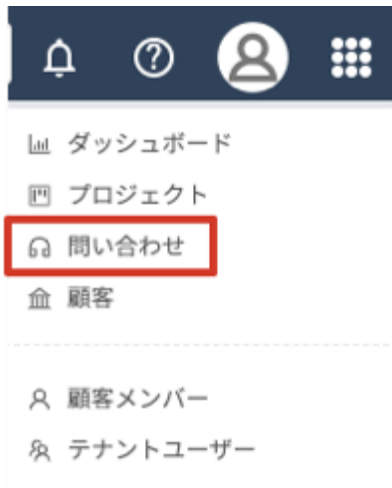 ダッシュボード
プロジェクト
問い合わせ
顧客
顧客メンバー
テナントユーザー